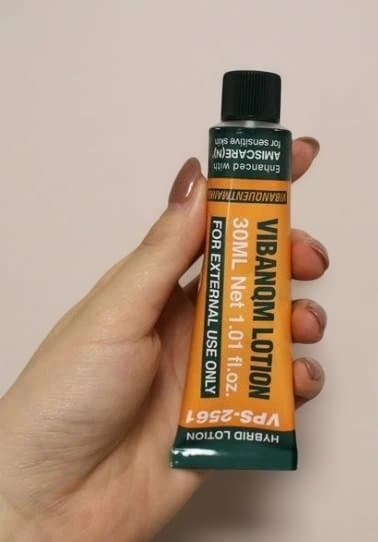 Enhanced with
AMISCARE(NY
for sensitive skin
VIBANQM LOTION
30ML Net 1.01 fl.oz.
FOR EXTERNAL USE ONLY
VPS-2561
HYBRID LOTION